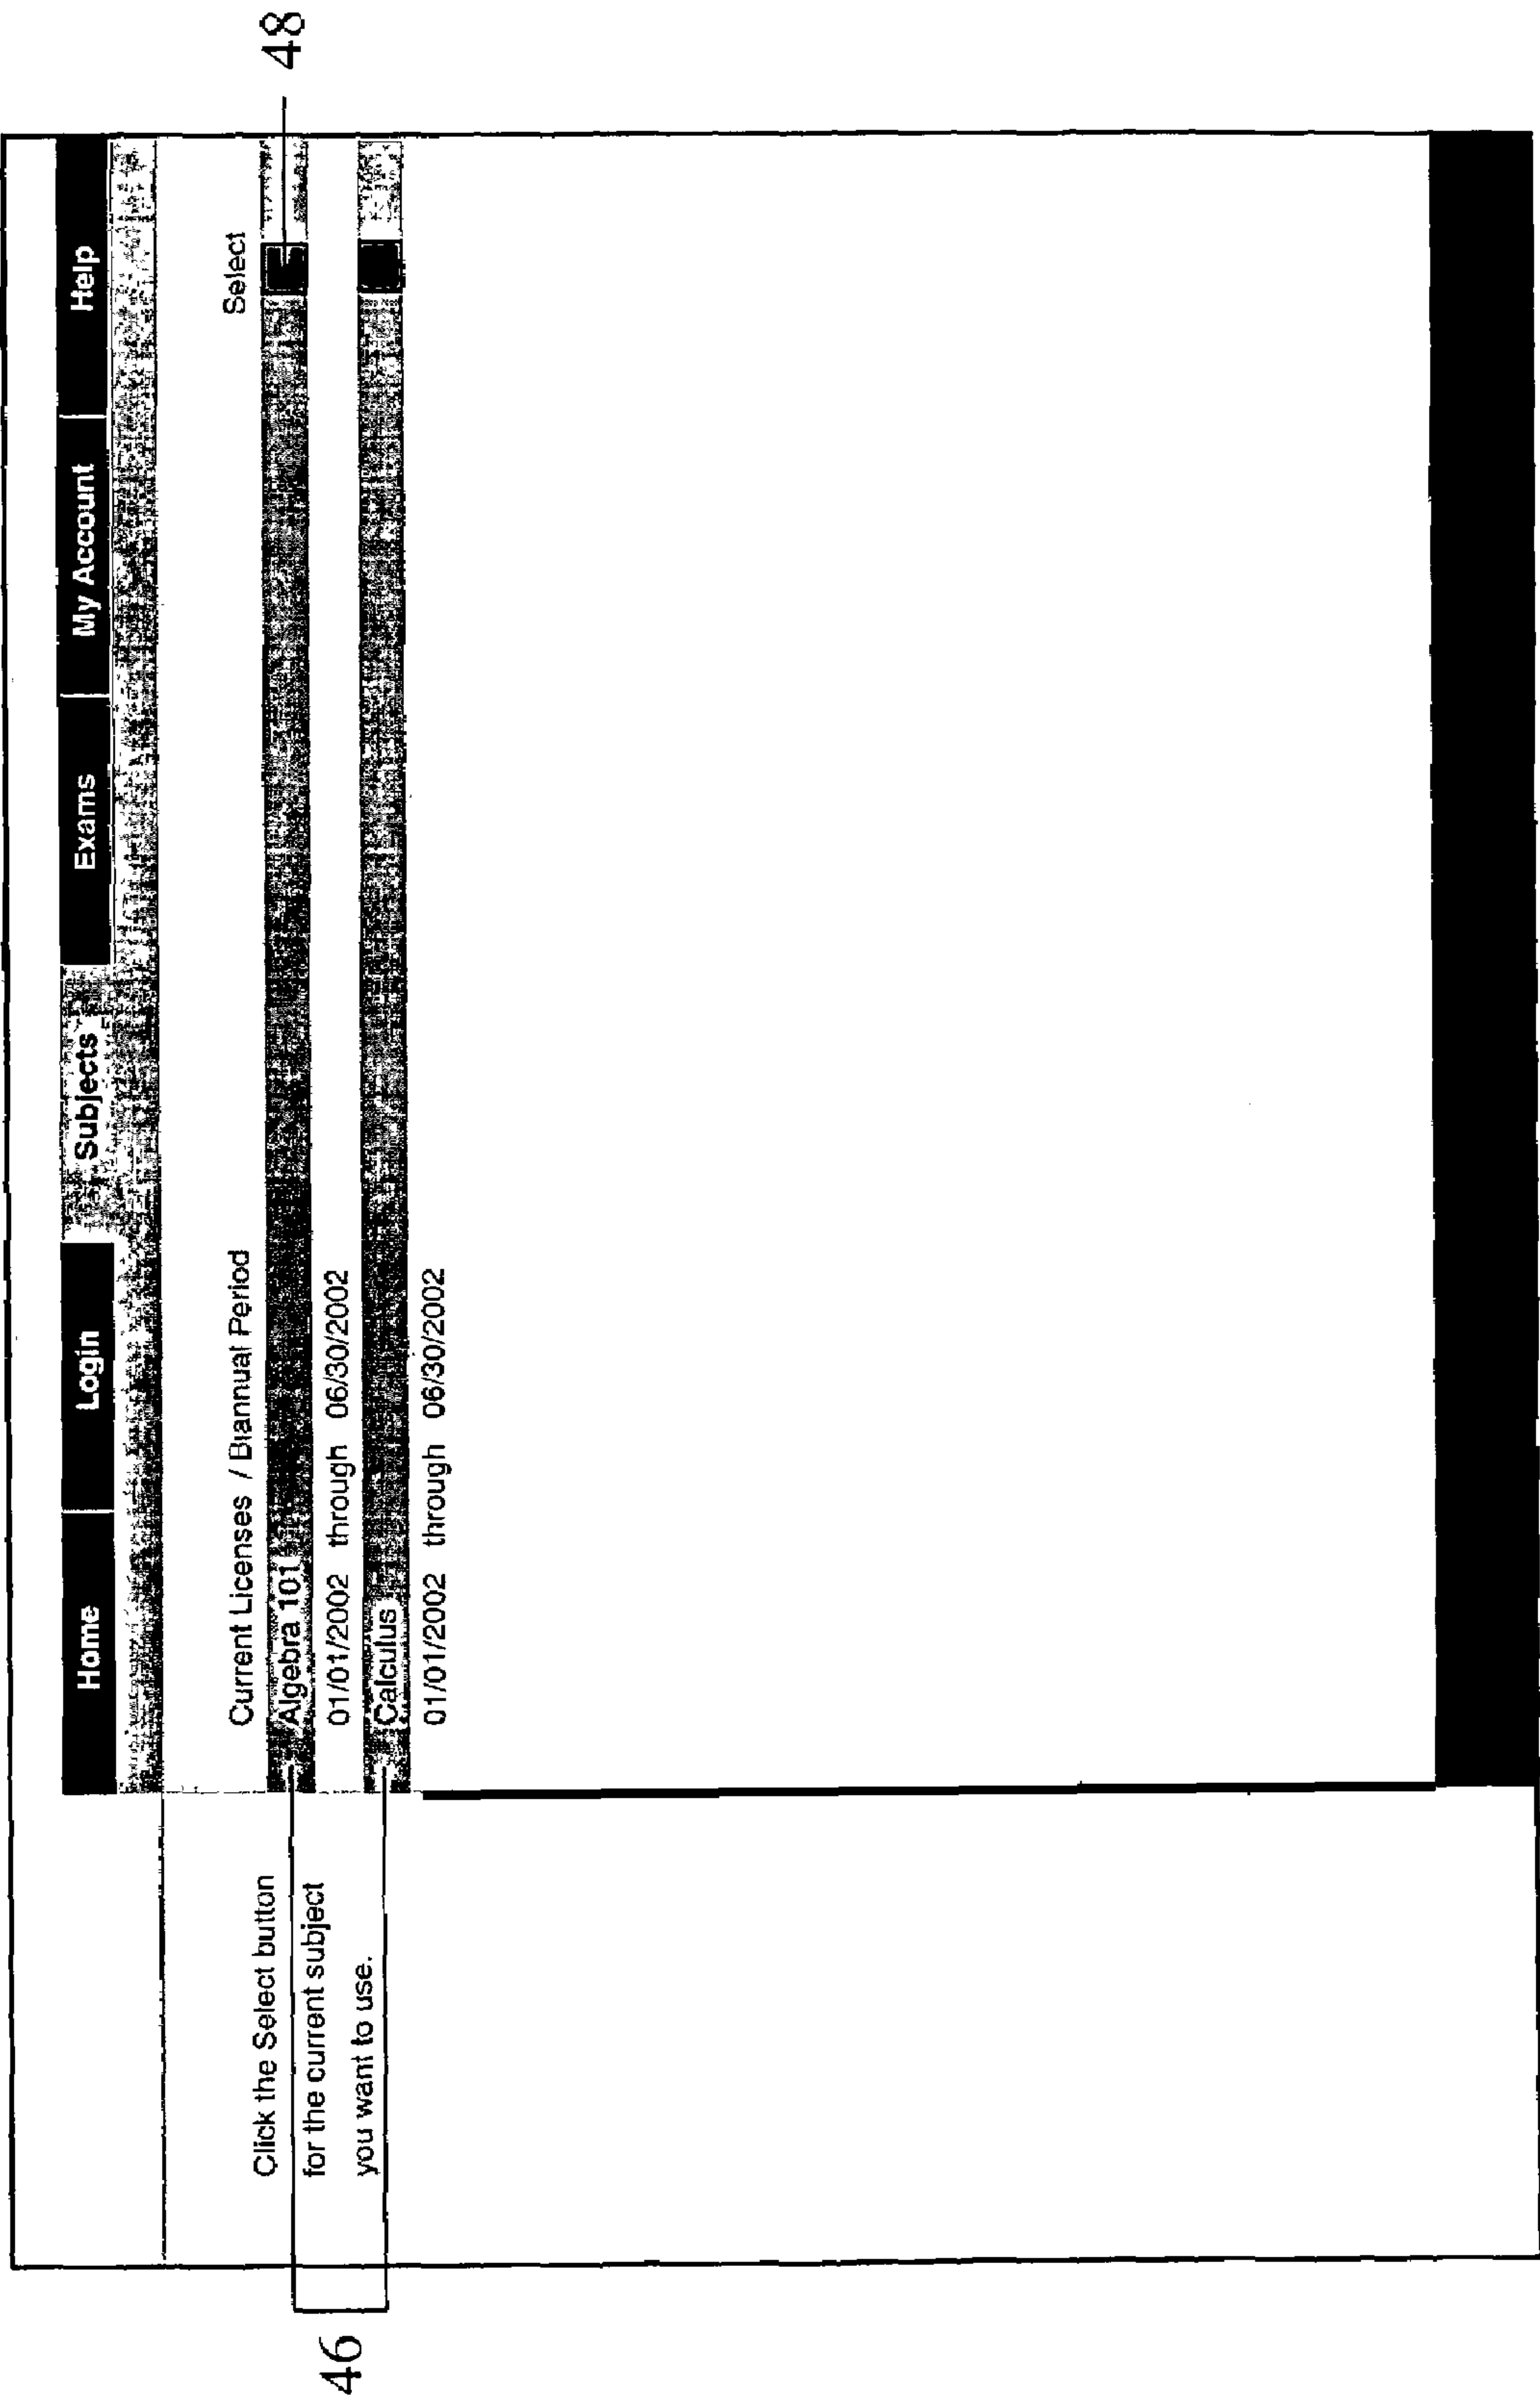 Home Login Subjects Exams My Account Help
Current Licenses / Biannual Period Select
Click the Select button
for the current subject
you want to use.
Algebra 101
01/01/2002 through 06/30/2002
Calculus
01/01/2002 through 06/30/2002
46
48